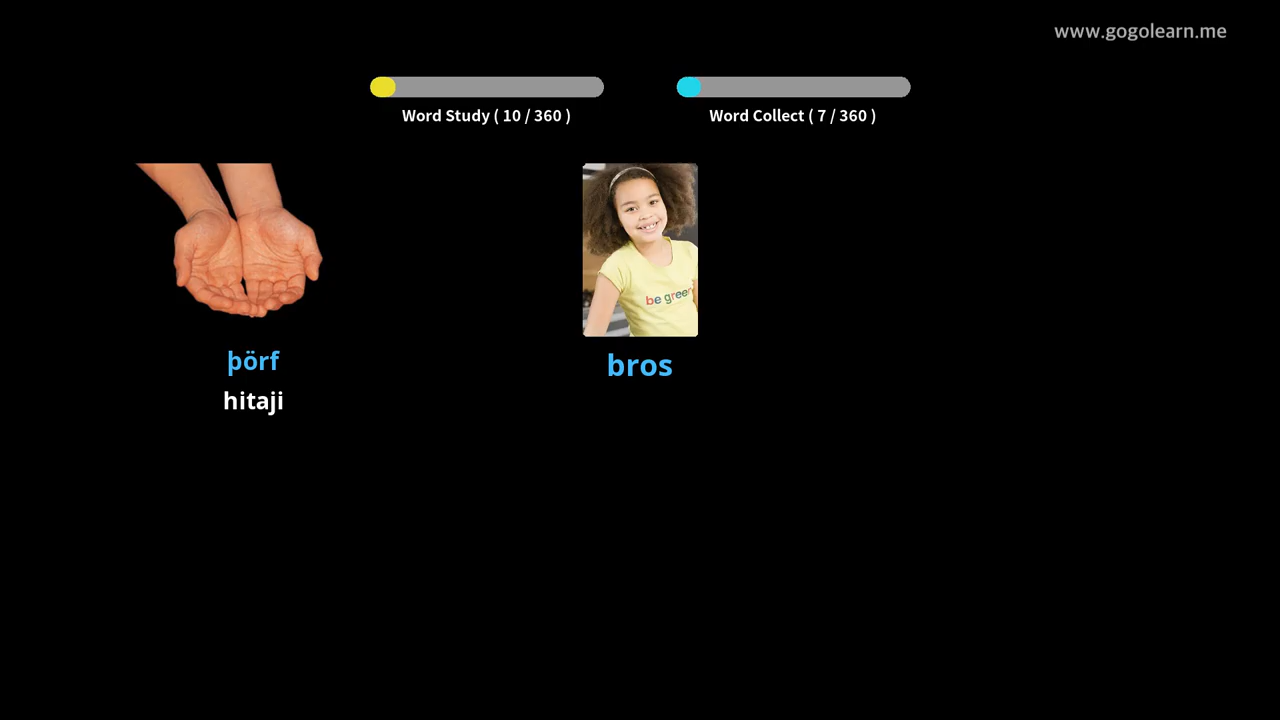 www.gogolearn.me
Word Study ( 10 / 360 )
Word Collect ( 7 / 360 )
þörf
hitaji
be green
bros